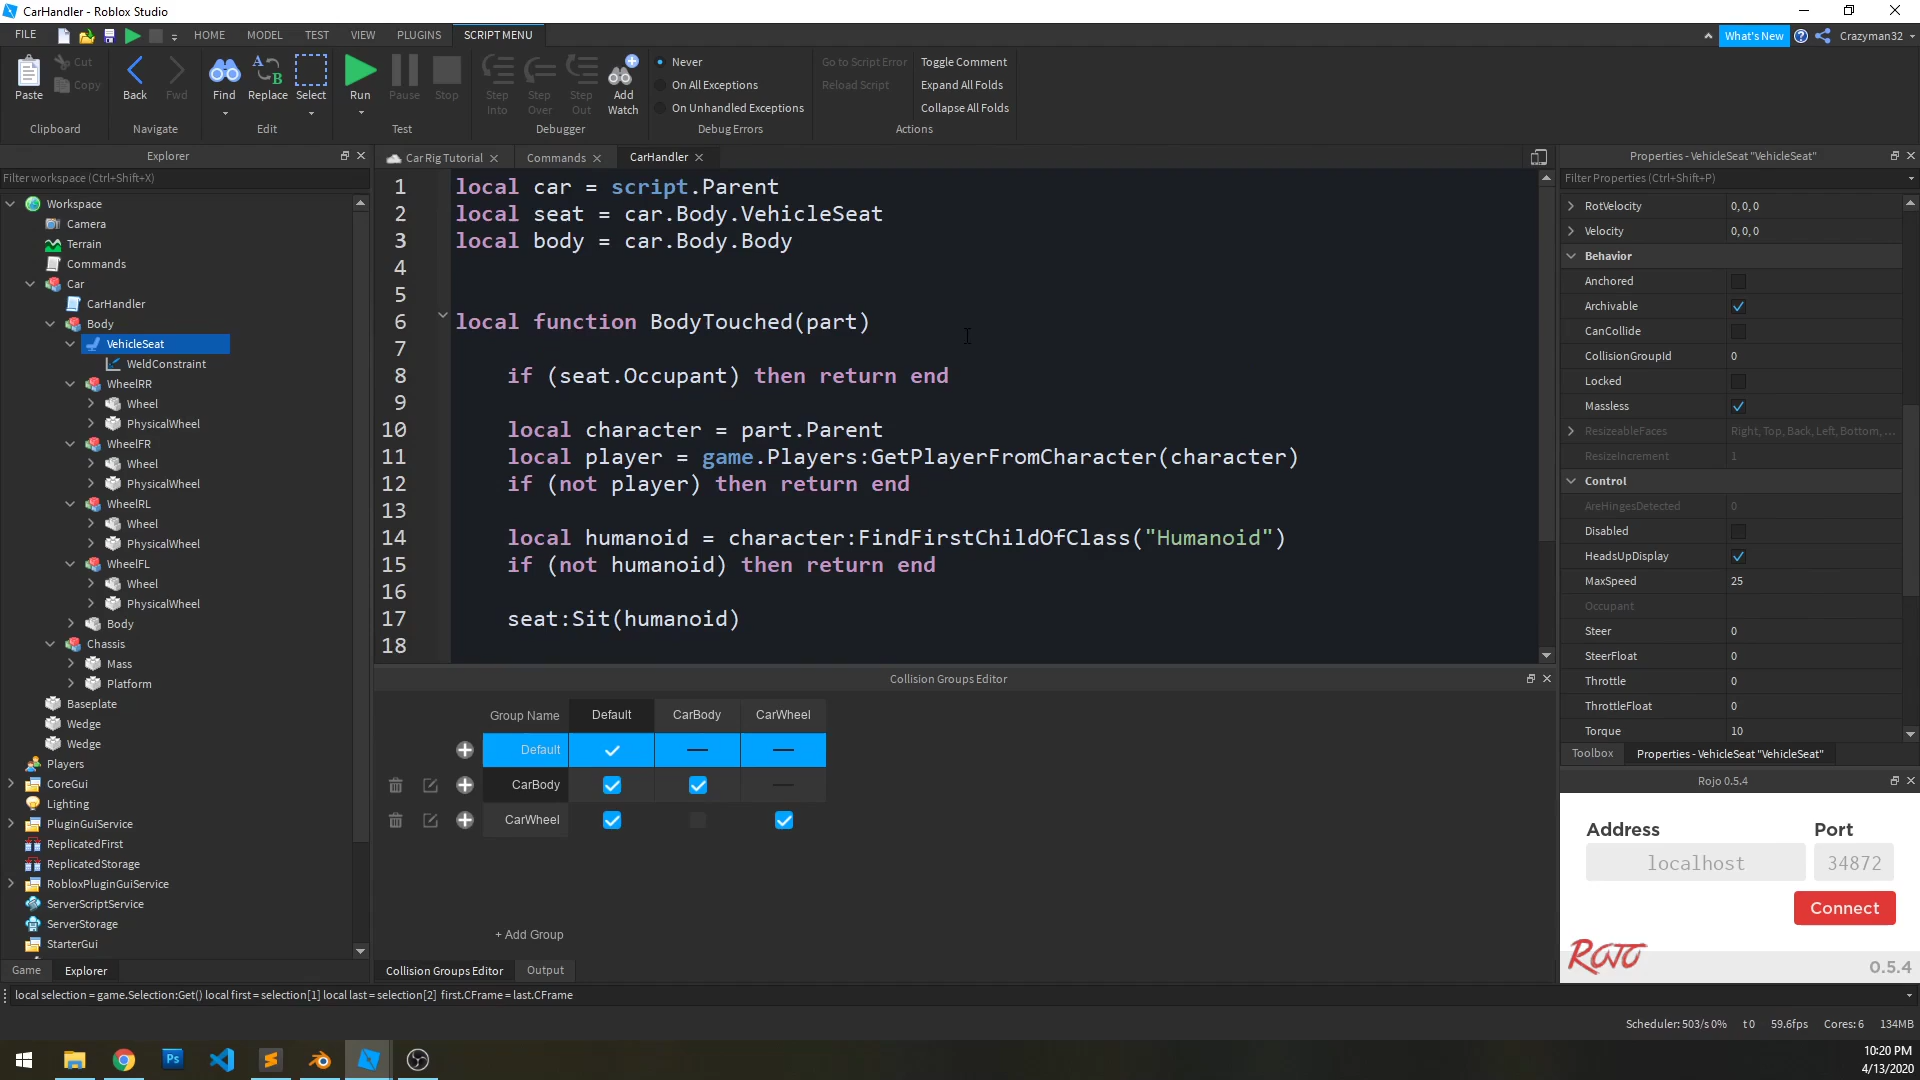 CarHandler - Roblox Studio
FILE HOME MODEL TEST VIEW PLUGINS SCRIPT MENU What's New Crazyman32
Paste Cut Copy Back Fwd Find Replace Select Run Pause Stop Step Into Step Over Step Out Add Watch
Never
On All Exceptions
On Unhandled Exceptions
Go to Script Error
Reload Script
Toggle Comment
Expand All Folds
Collapse All Folds
Clipboard Navigate Edit Test Debugger Debug Errors Actions
Explorer
Filter workspace (Ctrl+Shift+X)
Workspace
Camera
Terrain
Commands
Car
CarHandler
Body
VehicleSeat
WeldConstraint
WheelRR
Wheel
PhysicalWheel
WheelFR
Wheel
PhysicalWheel
WheelRL
Wheel
PhysicalWheel
WheelFL
Wheel
PhysicalWheel
Body
Chassis
Mass
Platform
Baseplate
Wedge
Wedge
Players
CoreGui
Lighting
PluginGuiService
ReplicatedFirst
ReplicatedStorage
RobloxPluginGuiService
ServerScriptService
ServerStorage
StarterGui
Game Explorer
Car Rig Tutorial Commands CarHandler
1 local car = script.Parent
2 local seat = car.Body.VehicleSeat
3 local body = car.Body.Body
4
5
6 local function BodyTouched(part)
7
8 if (seat.Occupant) then return end
9
10 local character = part.Parent
11 local player = game.Players:GetPlayerFromCharacter(character)
12 if (not player) then return end
13
14 local humanoid = character:FindFirstChildOfClass("Humanoid")
15 if (not humanoid) then return end
16
17 seat:Sit(humanoid)
18
Collision Groups Editor
Group Name Default CarBody CarWheel
Default
CarBody
CarWheel
+ Add Group
Collision Groups Editor Output
Properties - VehicleSeat "VehicleSeat"
Filter Properties (Ctrl+Shift+P)
RotVelocity 0, 0, 0
Velocity 0, 0, 0
Behavior
Anchored
Archivable
CanCollide
CollisionGroupId 0
Locked
Massless
ResizeableFaces Right, Top, Back, Left, Bottom, ...
ResizeIncrement 1
Control
AreHingesDetected 0
Disabled
HeadsUpDisplay
MaxSpeed 25
Occupant
Steer 0
SteerFloat 0
Throttle 0
ThrottleFloat 0
Torque 10
Toolbox Properties - VehicleSeat "VehicleSeat"
Rojo 0.5.4
Address Port
localhost 34872
Connect
ROJO 0.5.4
local selection = game.Selection:Get() local first = selection[1] local last = selection[2] first.CFrame = last.CFrame
Scheduler: 503/s 0% t 0 59.6fps Cores: 6 134MB
Ps
10:20 PM
4/13/2020